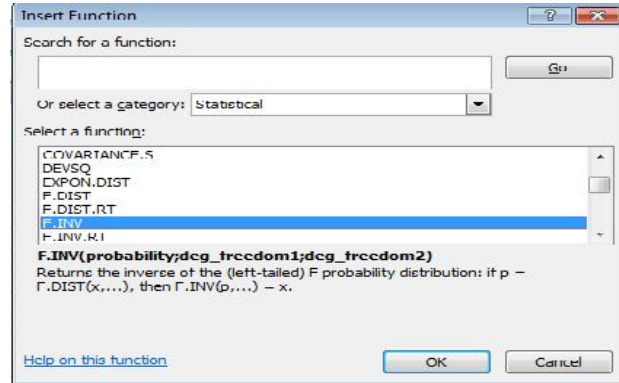 Insert Function
Search for a function:
Go
Or select a category: Statistical
Select a function:
COVARIANCE.S
DEVSQ
EXPON.DIST
F.DIST
F.DIST.RT
F.INV
F.INV.RT
F.INV(probability;deg_freedom1;deg_freedom2)
Returns the inverse of the (left-tailed) F probability distribution: if p =
F.DIST(x,...), then F.INV(p,...) = x.
Help on this function
OK
Cancel